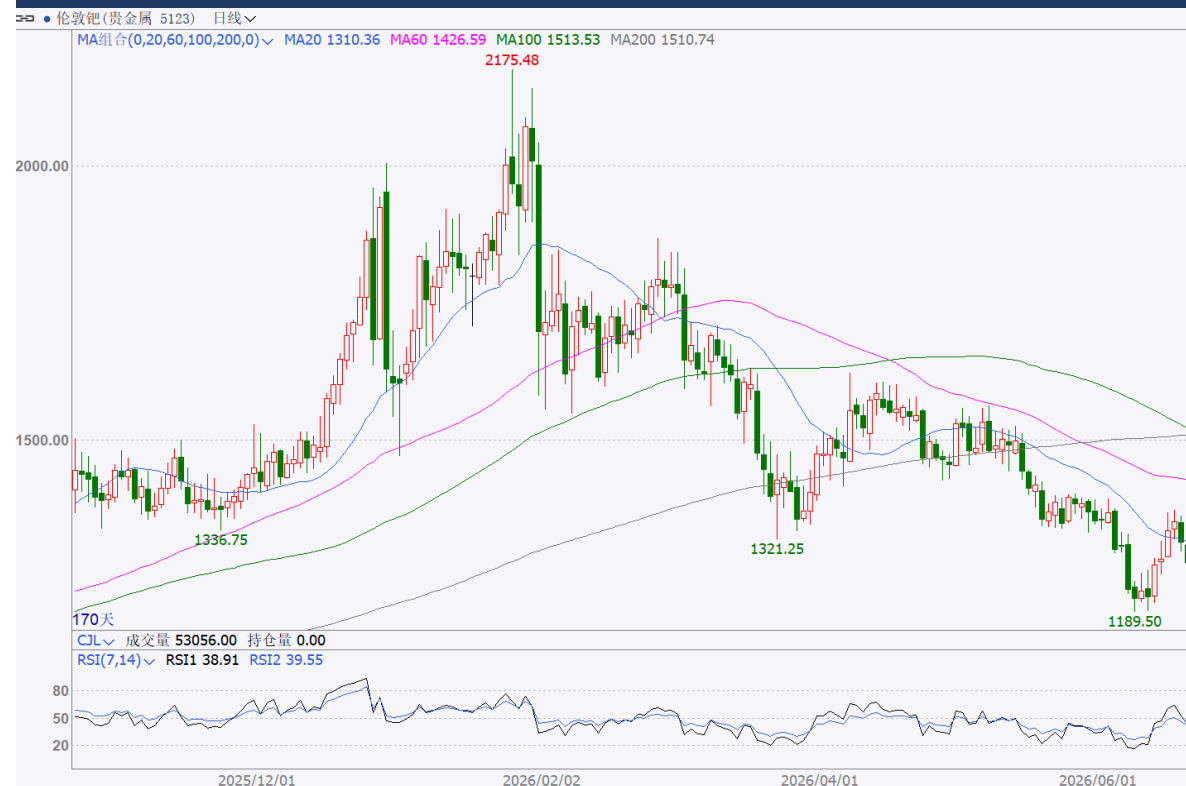 伦敦钯(贵金属 5123) 日线
MA组合(0,20,60,100,200,0) MA20 1310.36 MA60 1426.59 MA100 1513.53 MA200 1510.74
2175.48
2000.00
1500.00
1336.75
1321.25
1189.50
170天
CJL 成交量 53056.00 持仓量 0.00
RSI(7,14) RSI1 38.91 RSI2 39.55
80
50
20
2025/12/01 2026/02/02 2026/04/01 2026/06/01